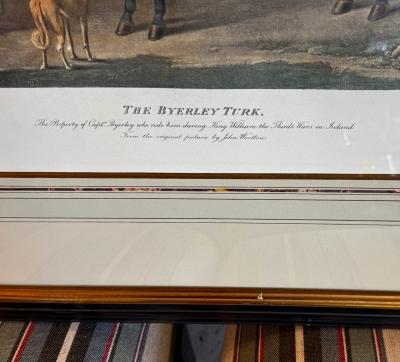 THE BYERLEY TURK.
The Property of Capt. Byerley who rode him during King William the Third's Wars in Ireland
From the original picture by John Wootton